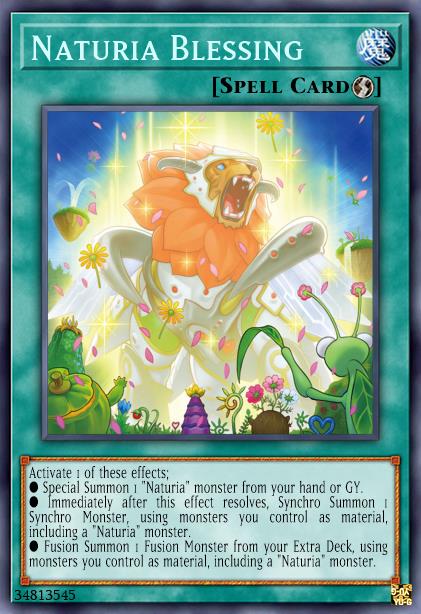 Naturia Blessing
[Spell Card]
Activate 1 of these effects;
● Special Summon 1 "Naturia" monster from your hand or GY.
● Immediately after this effect resolves, Synchro Summon 1
Synchro Monster, using monsters you control as material,
including a "Naturia" monster.
● Fusion Summon 1 Fusion Monster from your Extra Deck, using
monsters you control as material, including a "Naturia" monster.
34813545